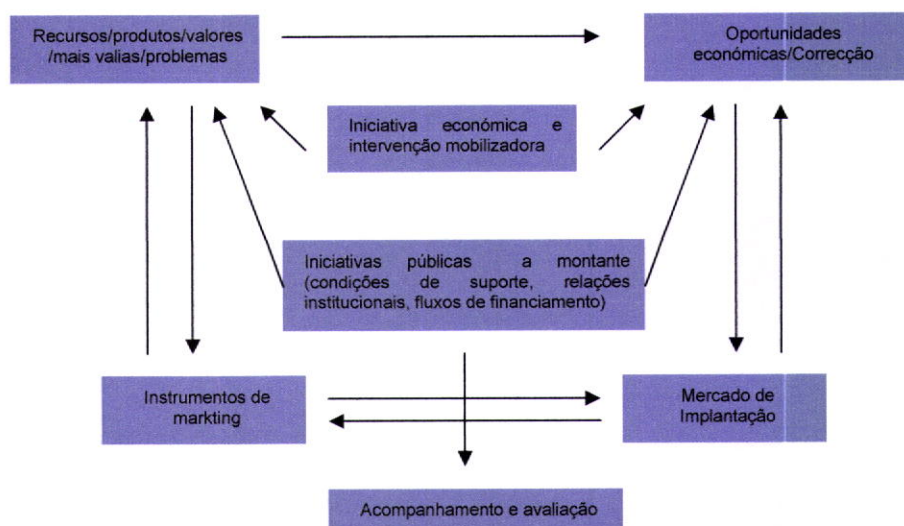 Recursos/produtos/valores
/mais valias/problemas
Oportunidades
económicas/Correcção
Iniciativa económica e
intervenção mobilizadora
Iniciativas públicas a montante
(condições de suporte, relações
institucionais, fluxos de financiamento)
Instrumentos de
markting
Mercado de
Implantação
Acompanhamento e avaliação